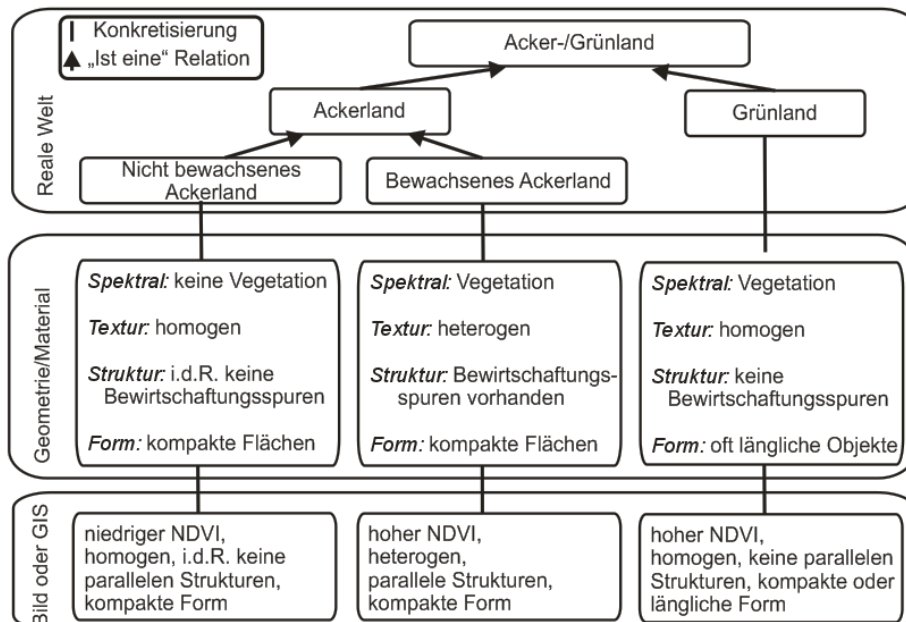 Konkretisierung
„Ist eine“ Relation
Acker-/Grünland
Ackerland
Grünland
Nicht bewachsenes
Ackerland
Bewachsenes Ackerland
Reale Welt
Geometrie/Material
Spektral: keine Vegetation
Textur: homogen
Struktur: i.d.R. keine
Bewirtschaftungsspuren
Form: kompakte Flächen
Spektral: Vegetation
Textur: heterogen
Struktur: Bewirtschaftungs-
spuren vorhanden
Form: kompakte Flächen
Spektral: Vegetation
Textur: homogen
Struktur: keine
Bewirtschaftungsspuren
Form: oft längliche Objekte
Bild oder GIS
niedriger NDVI,
homogen, i.d.R. keine
parallelen Strukturen,
kompakte Form
hoher NDVI,
heterogen,
parallele Strukturen,
kompakte Form
hoher NDVI,
homogen, keine parallelen
Strukturen, kompakte oder
längliche Form